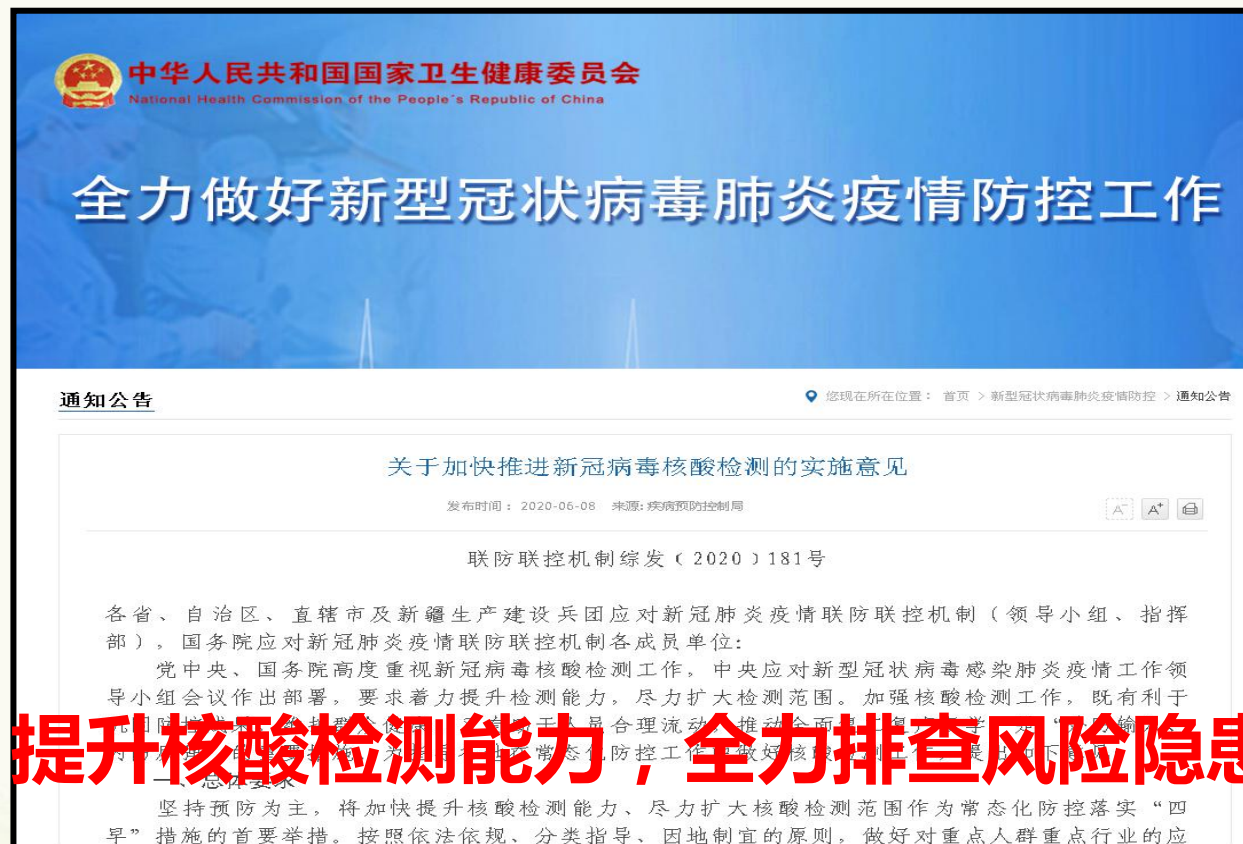 中华人民共和国国家卫生健康委员会
National Health Commission of the People's Republic of China
全力做好新型冠状病毒肺炎疫情防控工作
通知公告
您现在所在位置： 首页 > 新型冠状病毒肺炎疫情防控 > 通知公告
关于加快推进新冠病毒核酸检测的实施意见
发布时间： 2020-06-08 来源: 疾病预防控制局
A- A+
联防联控机制综发﹝2020﹞181号
各省、自治区、直辖市及新疆生产建设兵团应对新冠肺炎疫情联防联控机制（领导小组、指挥
部），国务院应对新冠肺炎疫情联防联控机制各成员单位:
党中央、国务院高度重视新冠病毒核酸检测工作，中央应对新型冠状病毒感染肺炎疫情工作领
导小组会议作出部署，要求着力提升检测能力，尽力扩大检测范围。加强核酸检测工作，既有利于
员合理流动
常态化防控工作
提升核酸检测能力，全力排查风险隐患
一、总体要求
坚持预防为主，将加快提升核酸检测能力、尽力扩大核酸检测范围作为常态化防控落实“四
早”措施的首要举措。按照依法依规、分类指导、因地制宜的原则，做好对重点人群重点行业的应